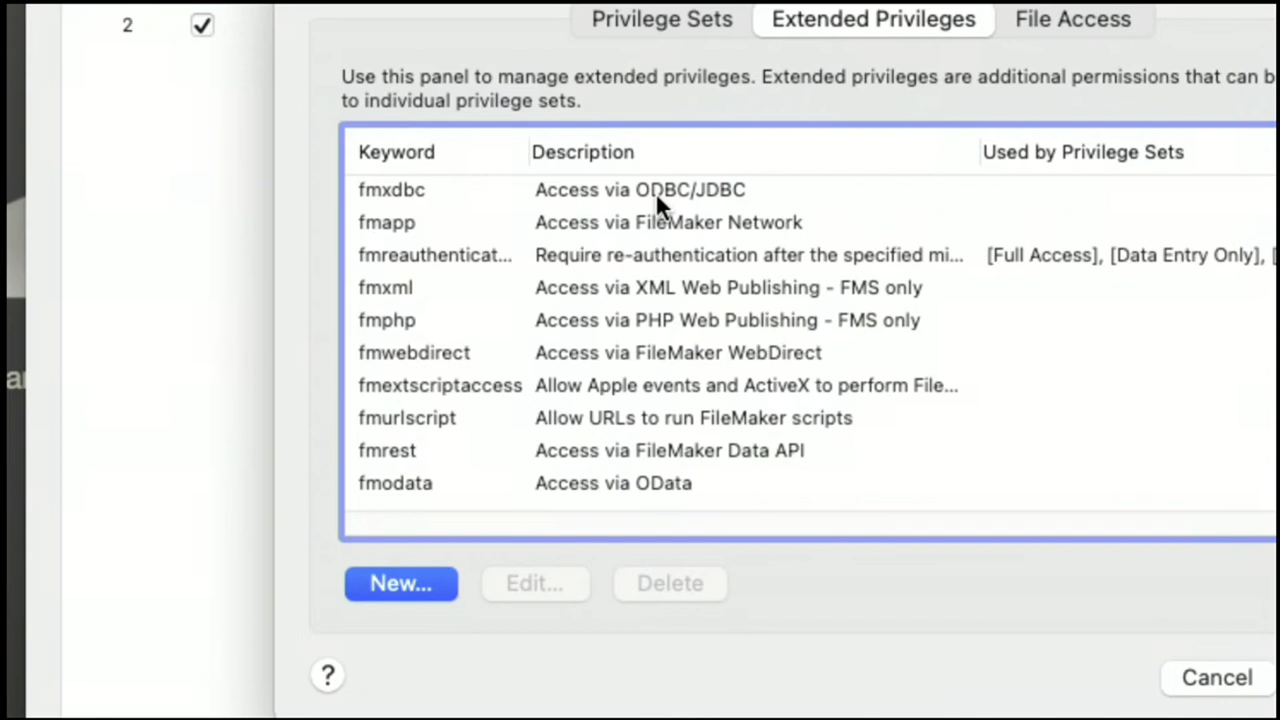 2
Privilege Sets Extended Privileges File Access
Use this panel to manage extended privileges. Extended privileges are additional permissions that can b
to individual privilege sets.
Keyword Description Used by Privilege Sets
fmxdbc Access via ODBC/JDBC
fmapp Access via FileMaker Network
fmreauthenticat... Require re-authentication after the specified mi... [Full Access], [Data Entry Only], [
fmxml Access via XML Web Publishing - FMS only
fmphp Access via PHP Web Publishing - FMS only
fmwebdirect Access via FileMaker WebDirect
ar
fmextscriptaccess Allow Apple events and ActiveX to perform File...
fmurlscript Allow URLs to run FileMaker scripts
fmrest Access via FileMaker Data API
fmodata Access via OData
New... Edit... Delete
? Cancel